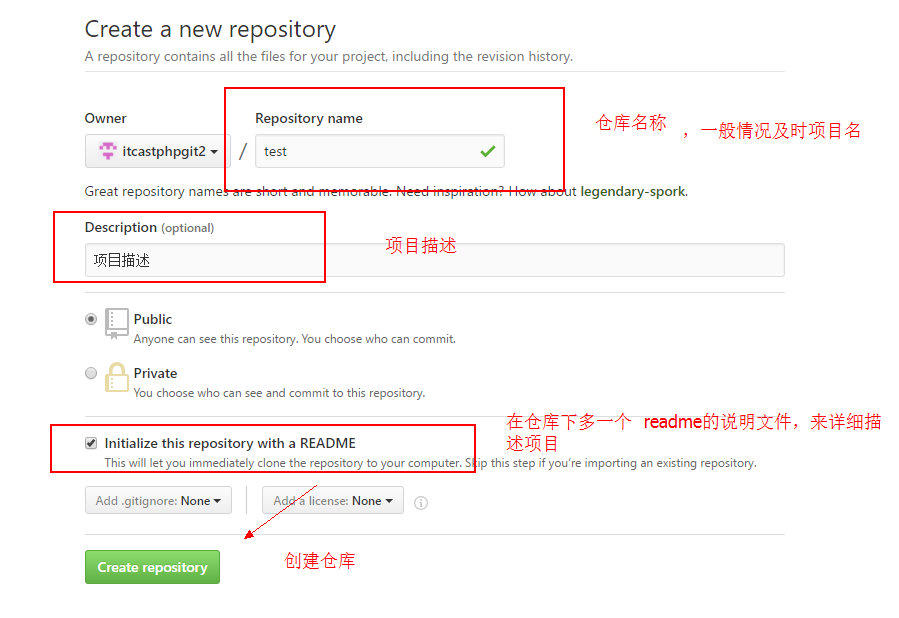 Create a new repository
A repository contains all the files for your project, including the revision history.
Owner
Repository name
仓库名称 ，一般情况及时项目名
itcastphpgit2 / test
Great repository names are short and memorable. Need inspiration? How about legendary-spork.
Description (optional)
项目描述
项目描述
Public
Anyone can see this repository. You choose who can commit.
Private
You choose who can see and commit to this repository.
在仓库下多一个 readme的说明文件，来详细描
述项目
Initialize this repository with a README
This will let you immediately clone the repository to your computer. Skip this step if you’re importing an existing repository.
Add .gitignore: None
Add a license: None
创建仓库
Create repository